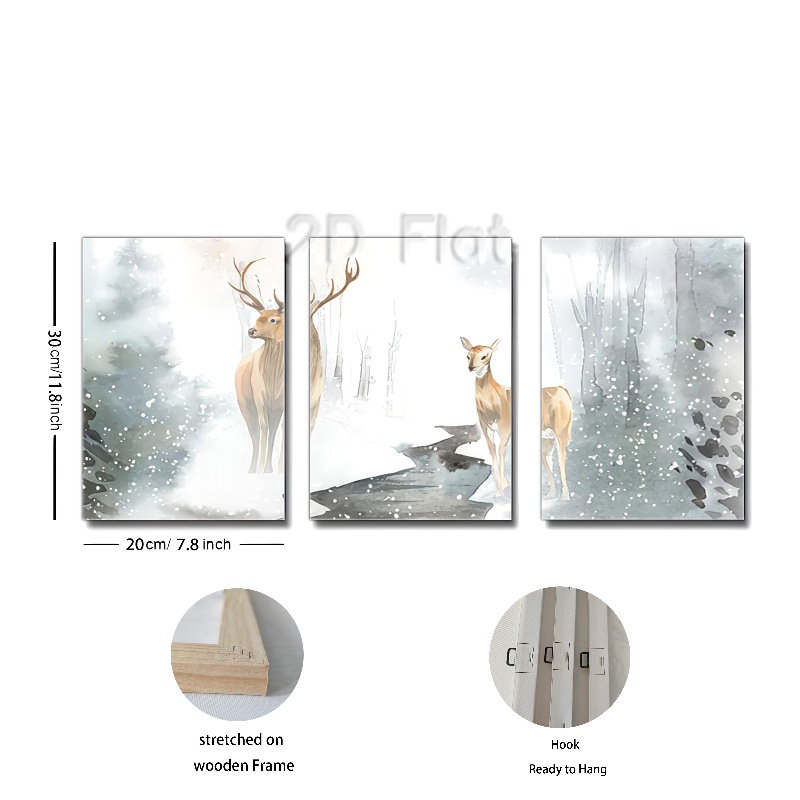 2D Flat
30cm/11.8inch
20cm/ 7.8 inch
stretched on
wooden Frame
Hook
Ready to Hang